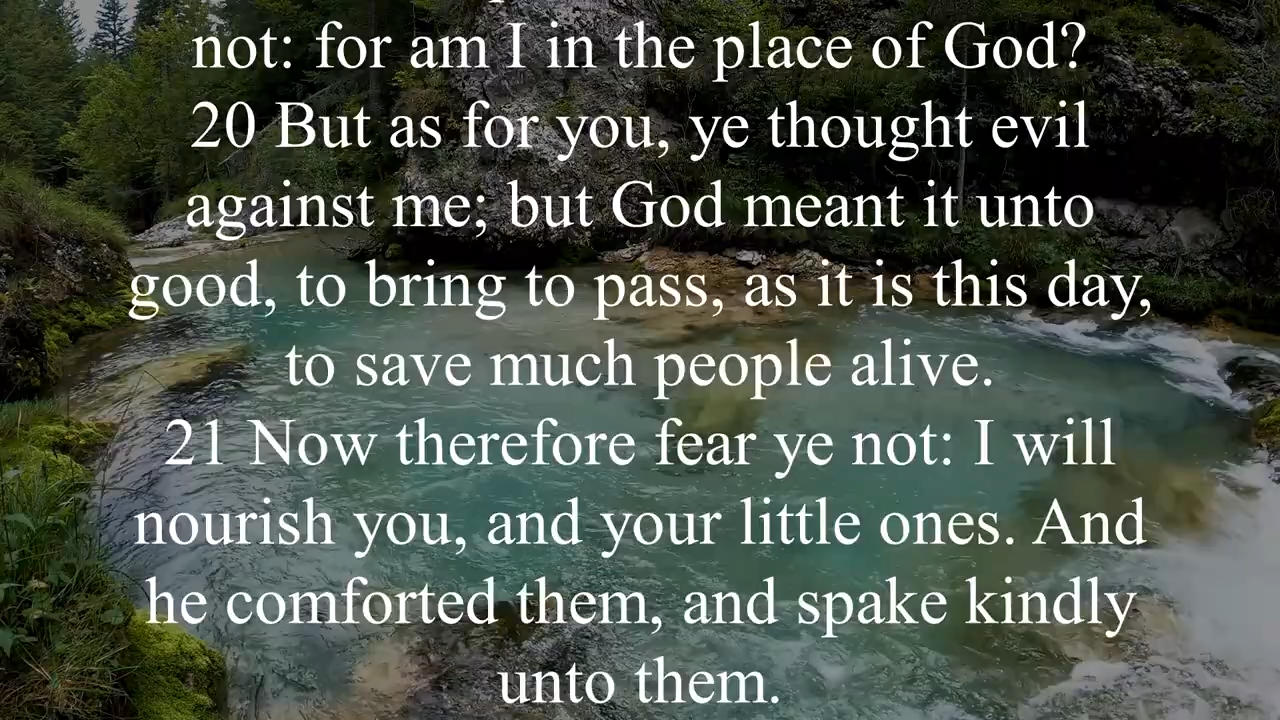 not: for am I in the place of God?
20 But as for you, ye thought evil
against me; but God meant it unto
good, to bring to pass, as it is this day,
to save much people alive.
21 Now therefore fear ye not: I will
nourish you, and your little ones. And
he comforted them, and spake kindly
unto them.